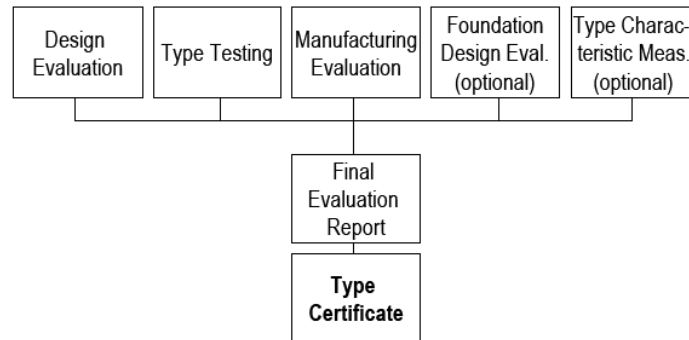 Design
Evaluation
Type Testing
Manufacturing
Evaluation
Foundation
Design Eval.
(optional)
Type Charac-
teristic Meas.
(optional)
Final
Evaluation
Report
Type
Certificate